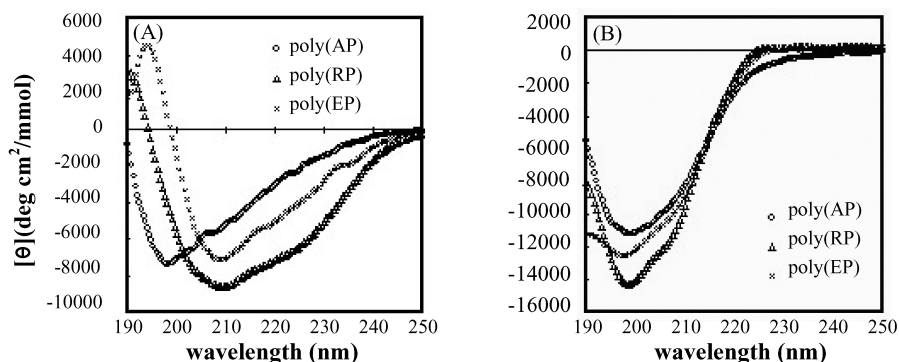 (A)
poly(AP)
poly(RP)
poly(EP)
6000
4000
2000
0
-2000
-4000
-6000
-8000
-10000
[θ](deg cm2/mmol)
190 200 210 220 230 240 250
wavelength (nm)
(B)
2000
0
-2000
-4000
-6000
-8000
-10000
-12000
-14000
-16000
poly(AP)
poly(RP)
poly(EP)
190 200 210 220 230 240 250
wavelength (nm)